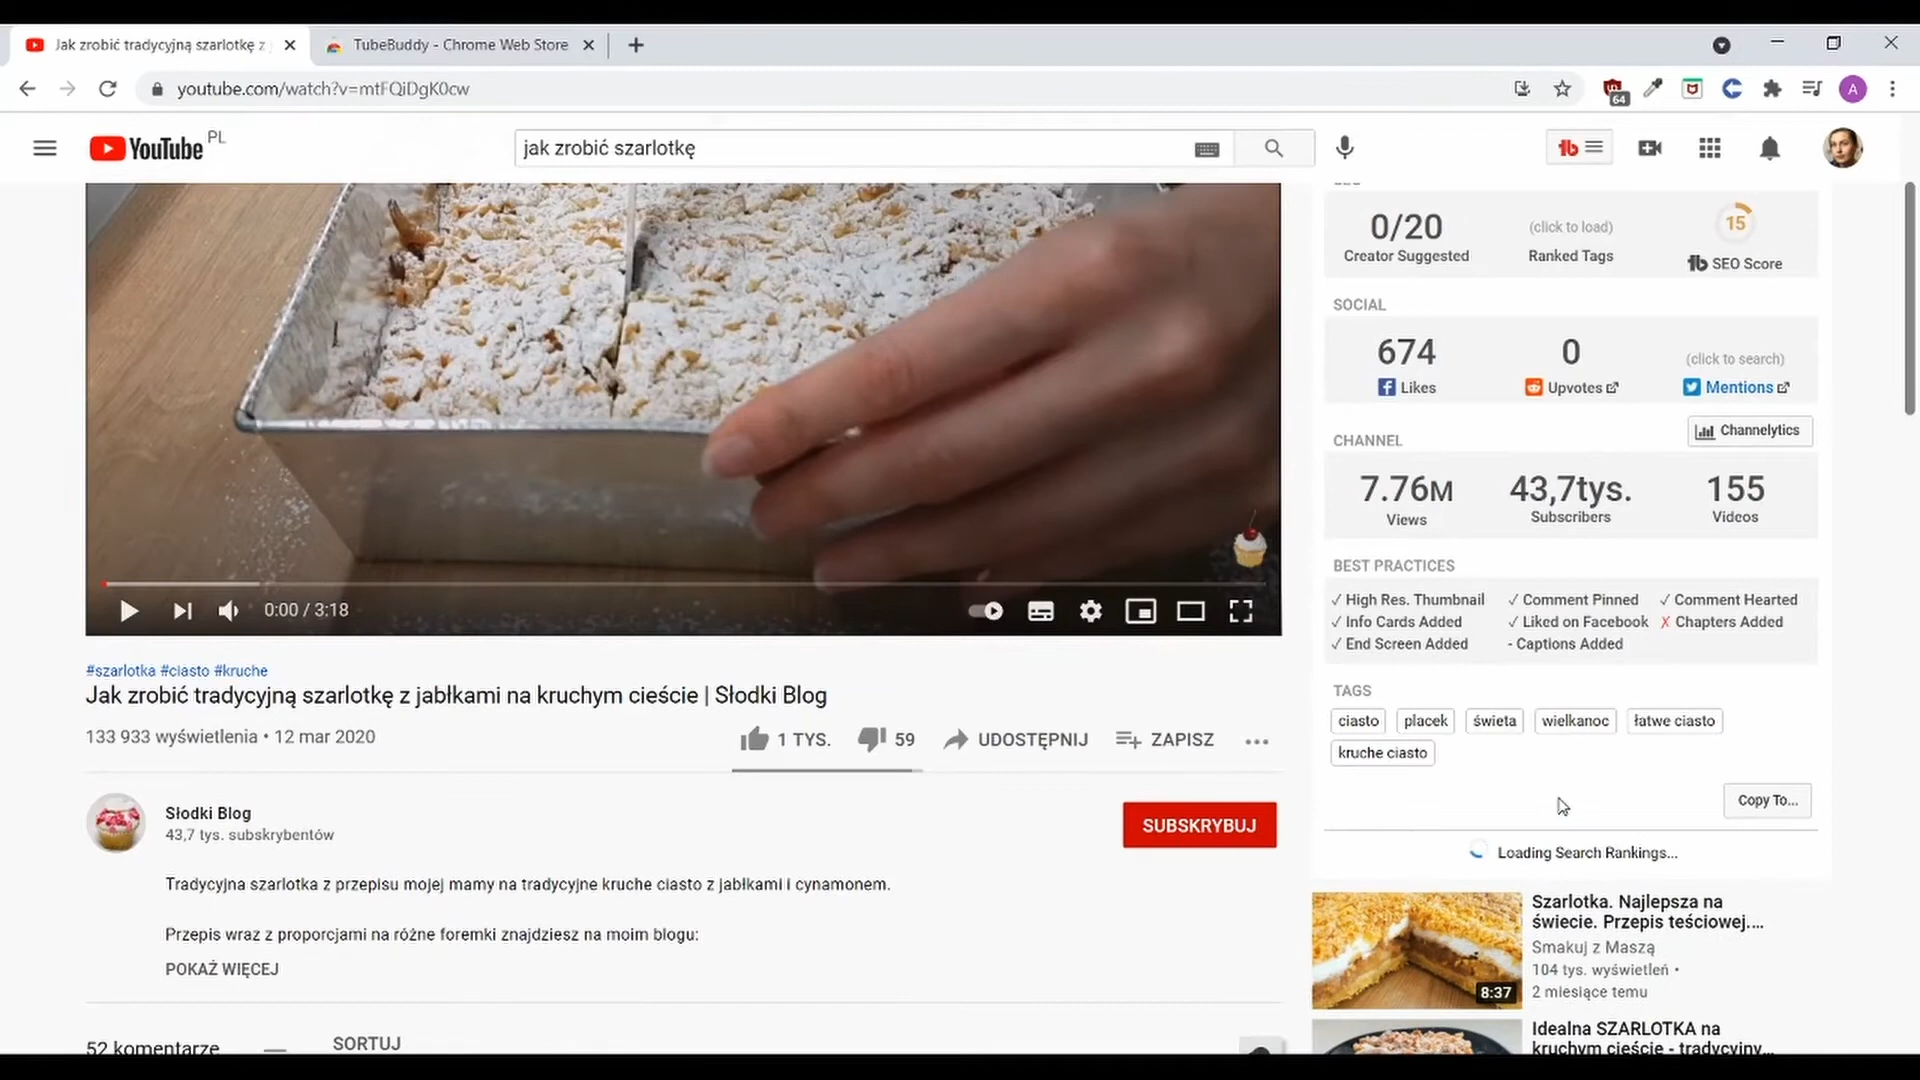 Jak zrobić tradycyjną szarlotkę z
TubeBuddy - Chrome Web Store
youtube.com/watch?v=mtFQiDgK0cw
64
A
YouTube PL
jak zrobić szarlotkę
tb
0/20
Creator Suggested
(click to load)
Ranked Tags
15
tb SEO Score
SOCIAL
674
Likes
0
Upvotes
(click to search)
Mentions
CHANNEL
Channelytics
7.76M
Views
43,7tys.
Subscribers
155
Videos
BEST PRACTICES
✓ High Res. Thumbnail ✓ Comment Pinned ✓ Comment Hearted
✓ Info Cards Added ✓ Liked on Facebook ✗ Chapters Added
✓ End Screen Added - Captions Added
TAGS
ciasto placek świeta wielkanoc łatwe ciasto
kruche ciasto
Copy To...
Loading Search Rankings...
0:00 / 3:18
#szarlotka #ciasto #kruche
Jak zrobić tradycyjną szarlotkę z jabłkami na kruchym cieście | Słodki Blog
133 933 wyświetlenia • 12 mar 2020
1 TYS. 59 UDOSTĘPNIJ ZAPISZ
Słodki Blog
43,7 tys. subskrybentów
SUBSKRYBUJ
Tradycyjna szarlotka z przepisu mojej mamy na tradycyjne kruche ciasto z jabłkami i cynamonem.
Przepis wraz z proporcjami na różne foremki znajdziesz na moim blogu:
POKAŻ WIĘCEJ
52 komentarze
SORTUJ
8:37
Szarlotka. Najlepsza na
świecie. Przepis teściowej....
Smakuj z Maszą
104 tys. wyświetleń •
2 miesiące temu
Idealna SZARLOTKA na
kruchym cieście - tradycyjny...